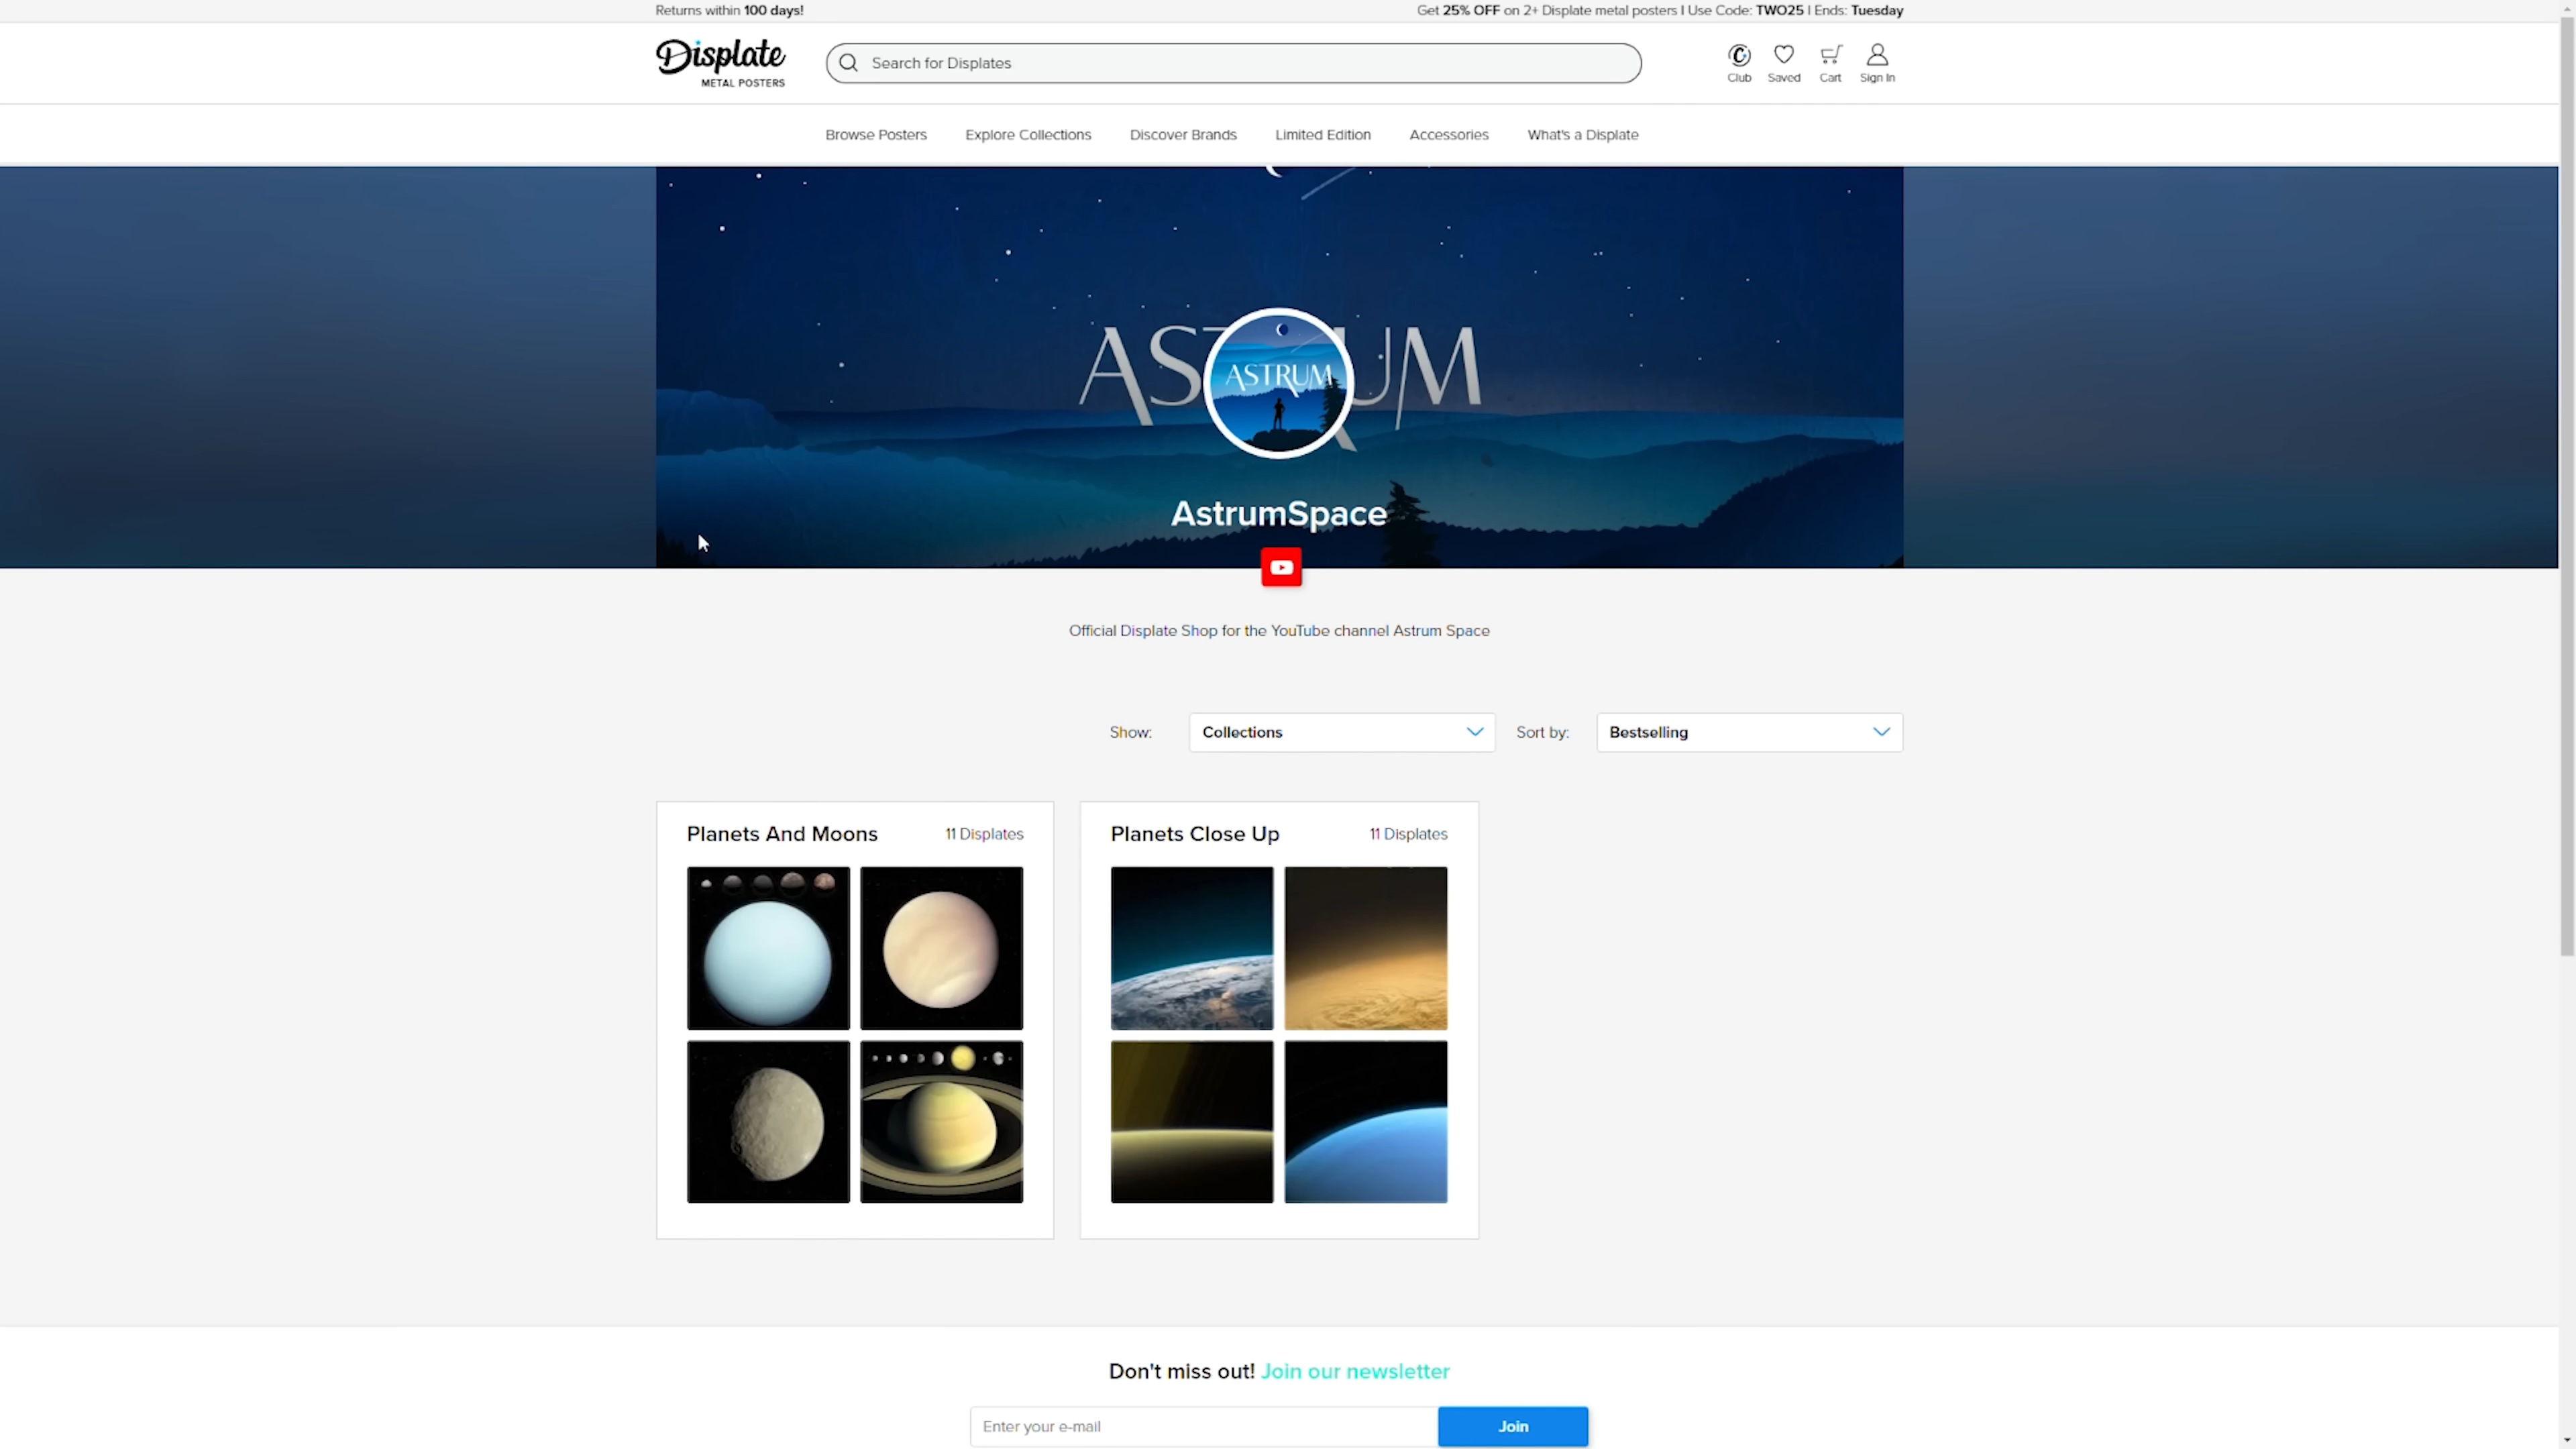 Returns within 100 days!
Get 25% OFF on 2+ Displate metal posters | Use Code: TWO25 | Ends: Tuesday
Displate
METAL POSTERS
Search for Displates
Club
Saved
Cart
Sign In
Browse Posters
Explore Collections
Discover Brands
Limited Edition
Accessories
What's a Displate
ASTRUM
ASTRUM
AstrumSpace
Official Displate Shop for the YouTube channel Astrum Space
Show:
Collections
Sort by:
Bestselling
Planets And Moons
11 Displates
Planets Close Up
11 Displates
Don't miss out! Join our newsletter
Enter your e-mail
Join